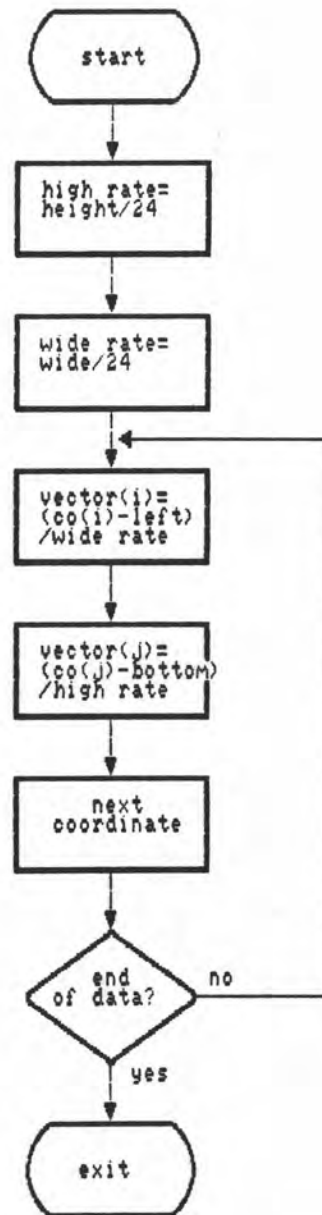 start
high rate=
height/24
wide rate=
wide/24
vector(i)=
(co(i)-left)
/wide rate
vector(j)=
(co(j)-bottom)
/high rate
next
coordinate
end
of data?
no
yes
exit